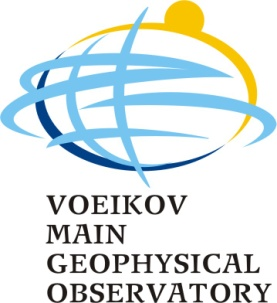 VOEIKOV
MAIN
GEOPHYSICAL
OBSERVATORY